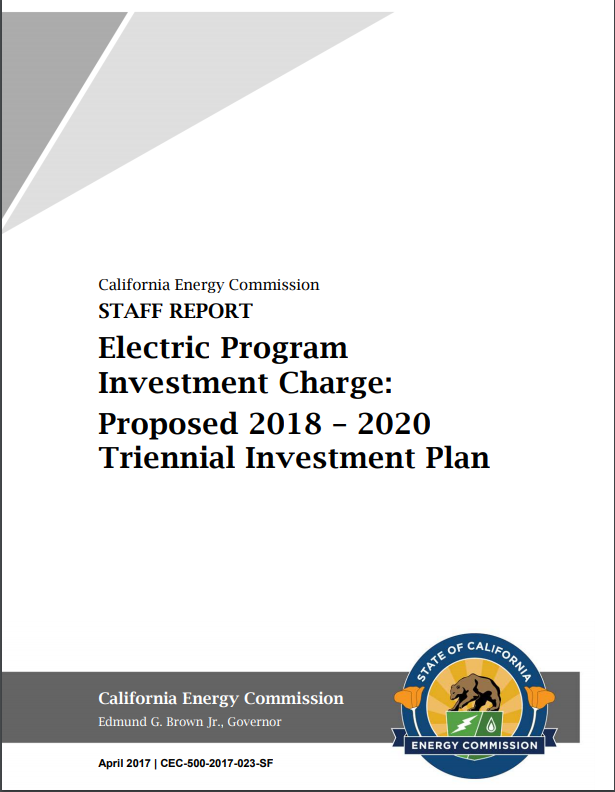 California Energy Commission
STAFF REPORT
Electric Program
Investment Charge:
Proposed 2018 – 2020
Triennial Investment Plan
California Energy Commission
Edmund G. Brown Jr., Governor
April 2017 | CEC-500-2017-023-SF
STATE OF CALIFORNIA
ENERGY COMMISSION